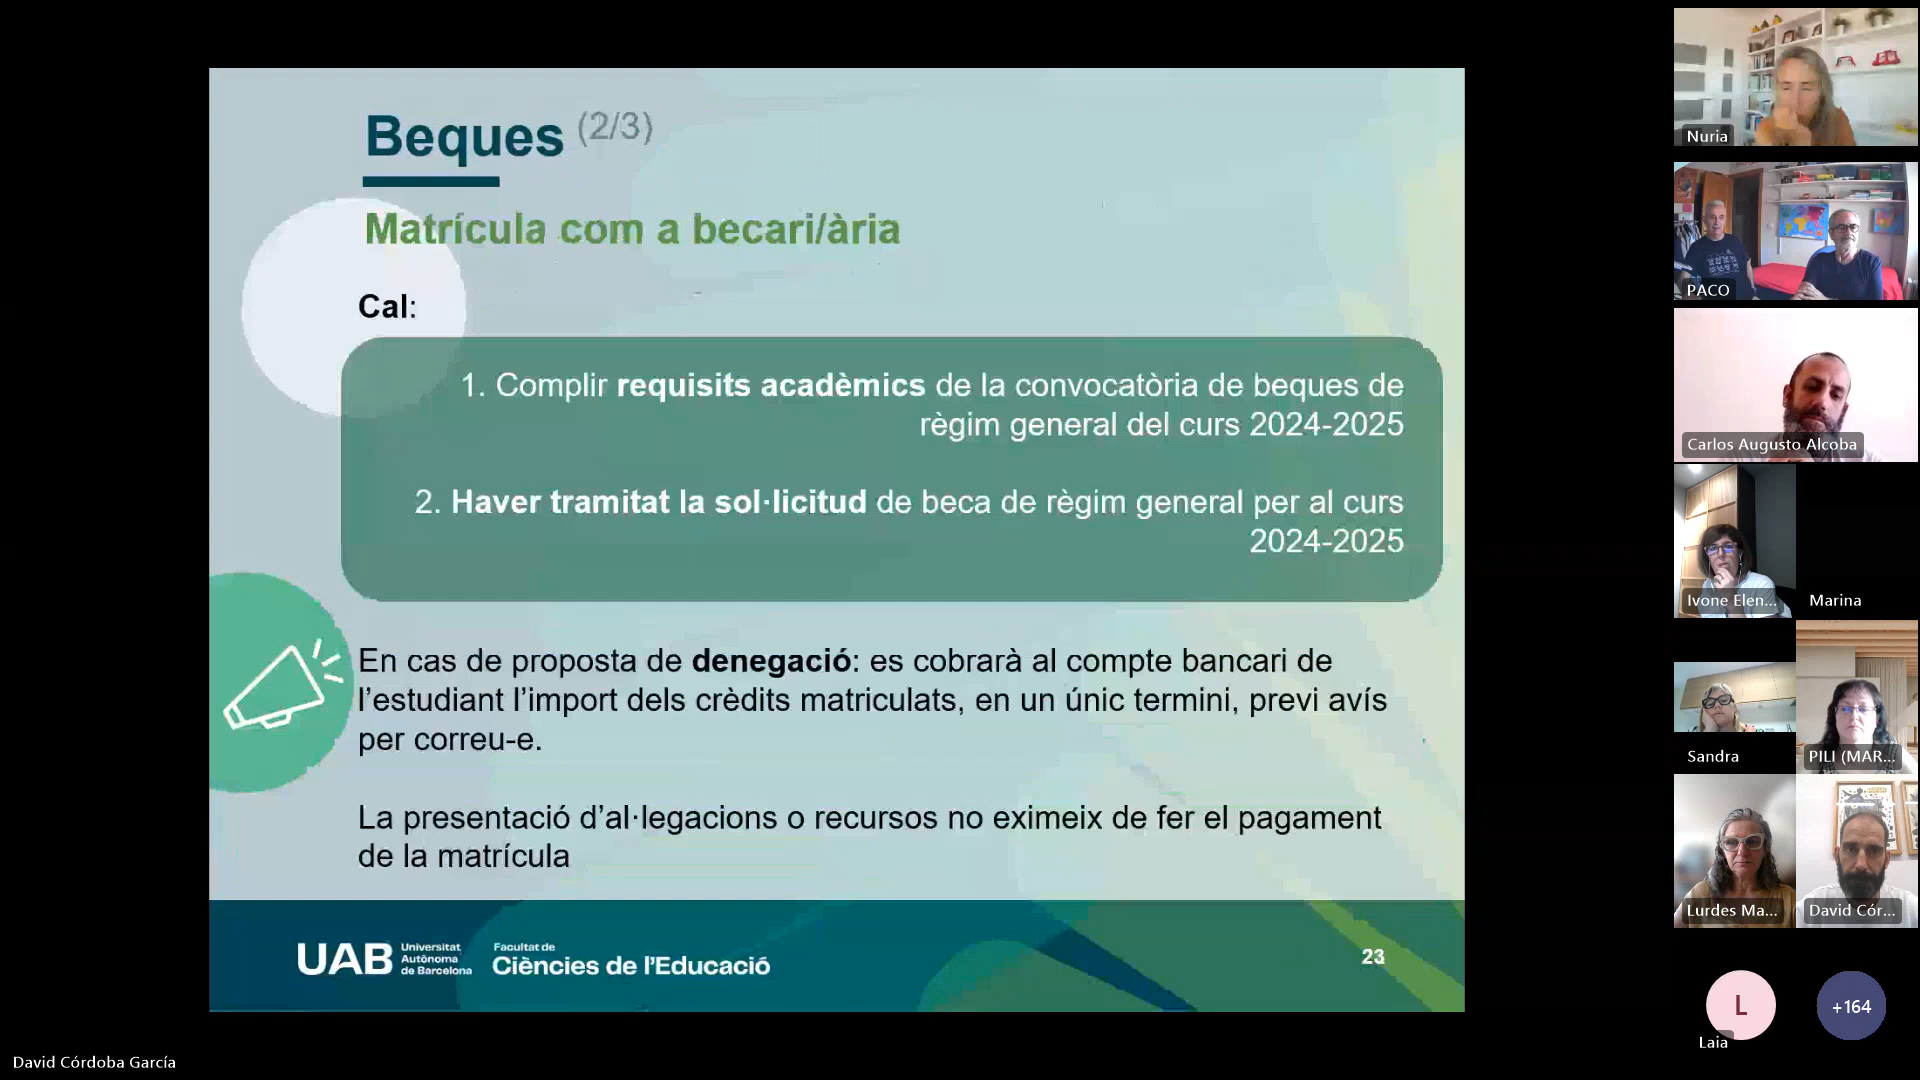 Beques (2/3)
Matrícula com a becari/ària
Cal:
1. Complir requisits acadèmics de la convocatòria de beques de
règim general del curs 2024-2025
2. Haver tramitat la sol·licitud de beca de règim general per al curs
2024-2025
En cas de proposta de denegació: es cobrarà al compte bancari de
l’estudiant l’import dels crèdits matriculats, en un únic termini, previ avís
per correu-e.
La presentació d’al·legacions o recursos no eximeix de fer el pagament
de la matrícula
UAB Universitat
Autònoma
de Barcelona
Facultat de
Ciències de l’Educació
23
David Córdoba García
Nuria
PACO
Carlos Augusto Alcoba
Ivone Elen...
Marina
Sandra
PILI (MAR...
Lurdes Ma...
David Cór...
L
Laia
+164